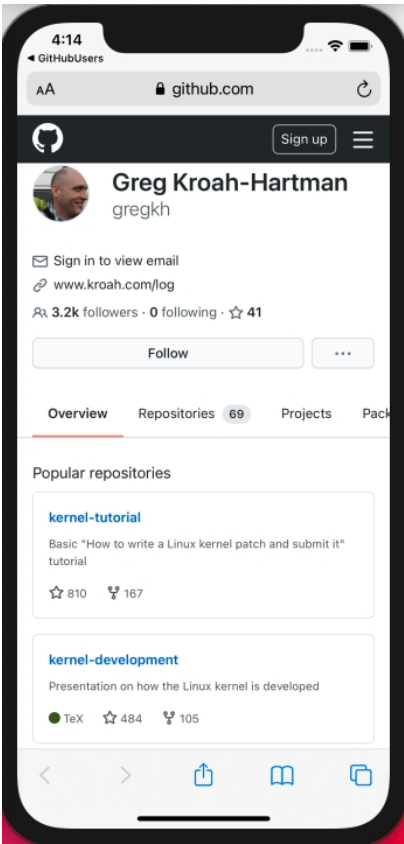 4:14
◀ GitHubUsers
AA github.com
Sign up
Greg Kroah-Hartman
gregkh
Sign in to view email
www.kroah.com/log
3.2k followers · 0 following · 41
Follow ...
Overview Repositories 69 Projects Pack
Popular repositories
kernel-tutorial
Basic "How to write a Linux kernel patch and submit it"
tutorial
810 167
kernel-development
Presentation on how the Linux kernel is developed
TeX 484 105